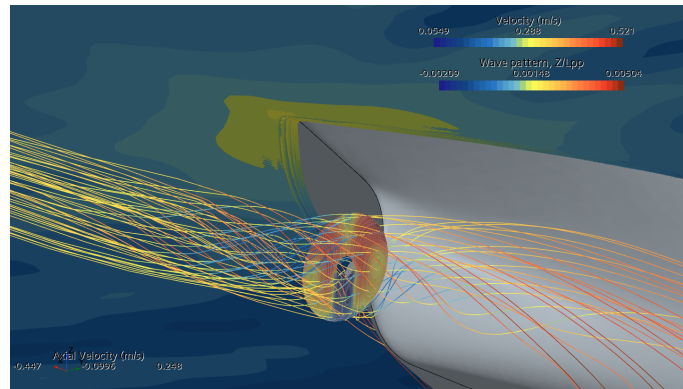 Velocity (m/s)
0.0549 0.288 0.521
Wave pattern, Z/Lpp
-0.00209 0.00148 0.00504
Axial Velocity (m/s)
-0.447 -0.0996 0.248